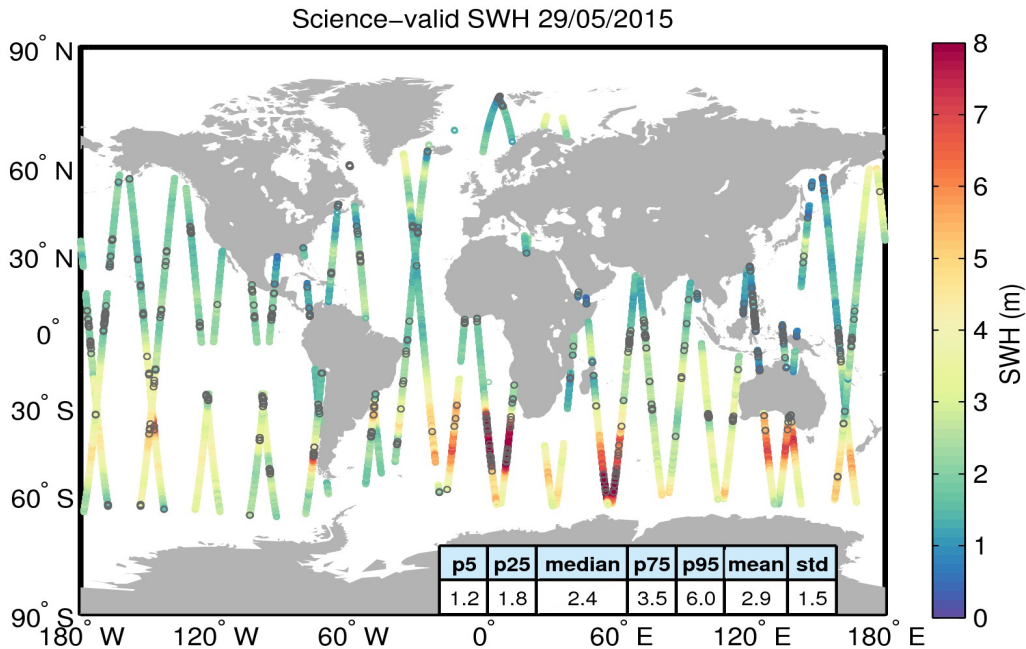 Science−valid SWH 29/05/2015
90° N
60° N
30° N
0°
30° S
60° S
90° S
180° W
120° W
60° W
0°
60° E
120° E
180° E
p5 p25 median p75 p95 mean std
1.2 1.8 2.4 3.5 6.0 2.9 1.5
8
7
6
5
4
3
2
1
0
SWH (m)